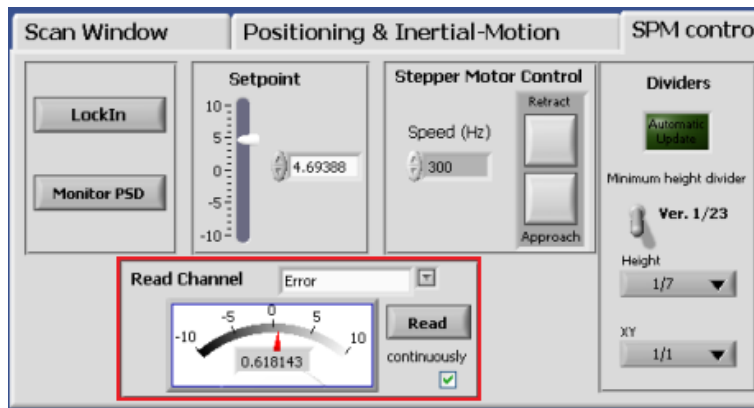 Scan Window
Positioning & Inertial-Motion
SPM contro
LockIn
Monitor PSD
Setpoint
10
5
0
-5
-10
4.69388
Stepper Motor Control
Speed (Hz)
300
Retract
Approach
Dividers
Automatic
Update
Minimum height divider
Ver. 1/23
Height
1/7
XY
1/1
Read Channel
Error
-10
-5
0
5
10
0.618143
Read
continuously